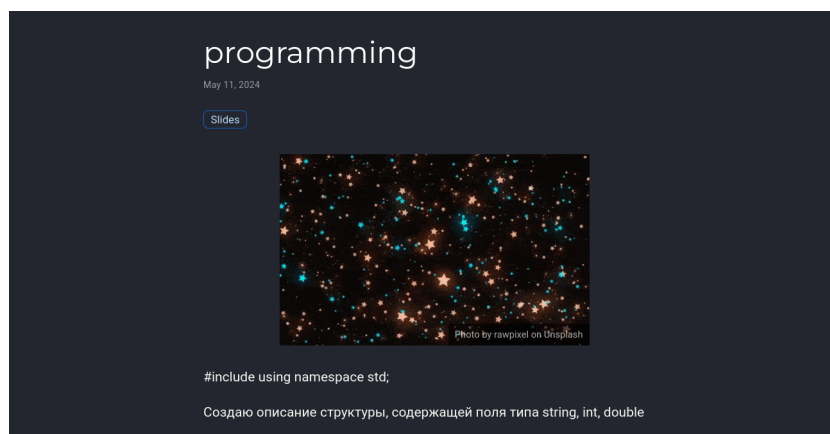 programming
May 11, 2024
Slides
Photo by rawpixel on Unsplash
#include using namespace std;
Создаю описание структуры, содержащей поля типа string, int, double